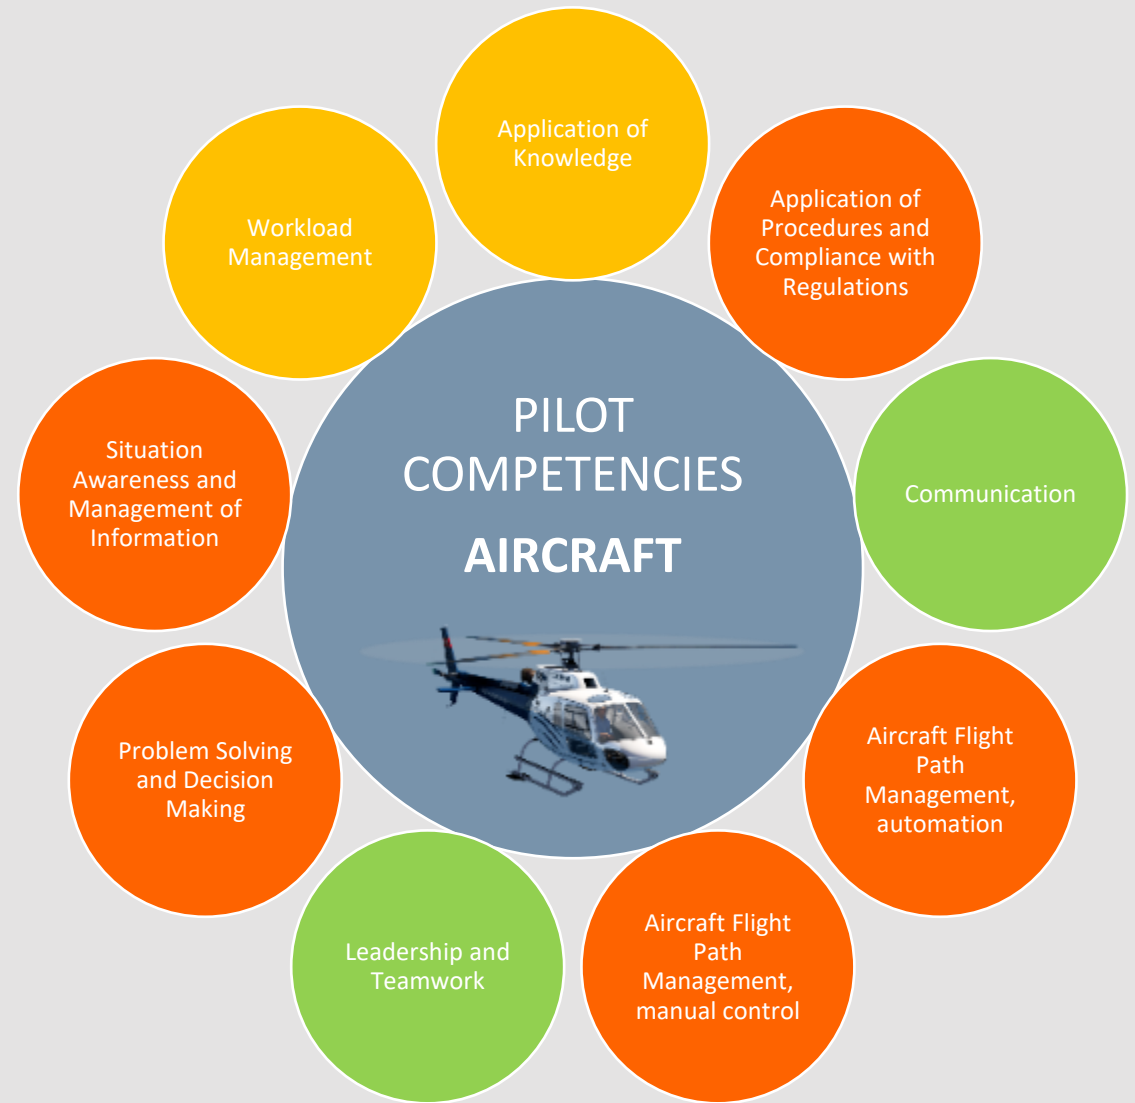 PILOT
COMPETENCIES
AIRCRAFT
Application of
Knowledge
Application of
Procedures and
Compliance with
Regulations
Communication
Aircraft Flight
Path
Management,
automation
Aircraft Flight
Path
Management,
manual control
Leadership and
Teamwork
Problem Solving
and Decision
Making
Situation
Awareness and
Management of
Information
Workload
Management